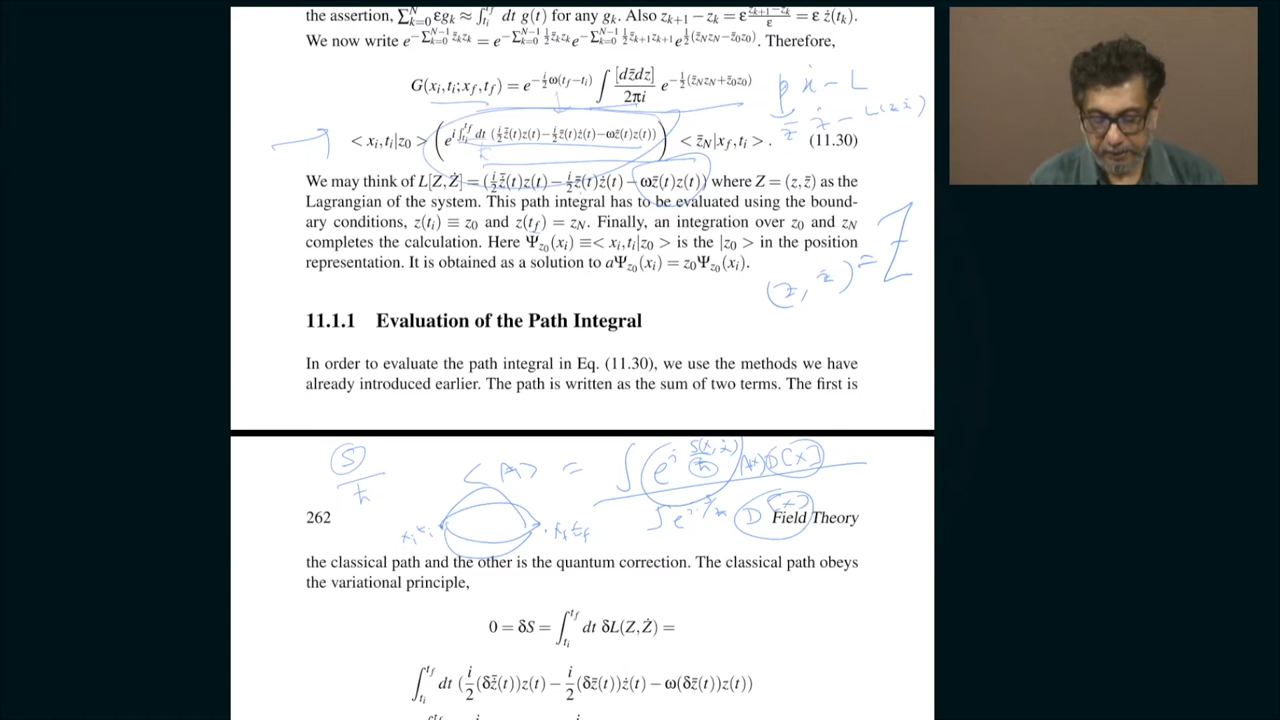 the assertion, ∑_{k=0}^{N} εg_k ≈ ∫_{t_i}^{t_f} dt g(t) for any g_k. Also z_{k+1} − z_k = ε (z_{k+1}−z_k)/ε = ε ż(t_k).
We now write e^{−∑_{k=0}^{N−1} z̄_k z_k} = e^{−∑_{k=0}^{N−1} ½ z̄_k z_k} e^{−∑_{k=0}^{N−1} ½ z̄_{k+1} z_{k+1}} e^{½(z̄_N z_N − z̄_0 z_0)}. Therefore,
G(x_i,t_i;x_f,t_f) = e^{−(i/2)ω(t_f−t_i)} ∫ [dz̄dz]/2πi e^{−½(z̄_N z_N + z̄_0 z_0)}
p ẋ − L
z̄ ż − L(z ż)
< x_i,t_i|z_0 > ( e^{i∫_{t_i}^{t_f} dt (i/2 z̄̇(t)z(t) − i/2 z̄(t)ż(t) − ωz̄(t)z(t))} ) < z̄_N|x_f,t_i > . (11.30)
ħ
We may think of L[Z,Ż] = (i/2 z̄̇(t)z(t) − i/2 z̄(t)ż(t) − ωz̄(t)z(t)) where Z = (z,z̄) as the
Lagrangian of the system. This path integral has to be evaluated using the bound-
ary conditions, z(t_i) ≡ z_0 and z(t_f) = z_N. Finally, an integration over z_0 and z_N
completes the calculation. Here Ψ_{z_0}(x_i) ≡< x_i,t_i|z_0 > is the |z_0 > in the position
representation. It is obtained as a solution to aΨ_{z_0}(x_i) = z_0Ψ_{z_0}(x_i).
(z, z̄) = Z
11.1.1 Evaluation of the Path Integral
In order to evaluate the path integral in Eq. (11.30), we use the methods we have
already introduced earlier. The path is written as the sum of two terms. The first is
S/ħ
<A> = ∫ e^{i S(x,ẋ)/ħ} A(x) D[x]
∫ e^{i S/ħ} D[x]
262 Field Theory
x_i t_i
x_f t_f
the classical path and the other is the quantum correction. The classical path obeys
the variational principle,
0 = δS = ∫_{t_i}^{t_f} dt δL(Z,Ż) =
∫_{t_i}^{t_f} dt (i/2 (δz̄̇(t))z(t) − i/2 (δz̄(t))ż(t) − ω(δz̄(t))z(t))